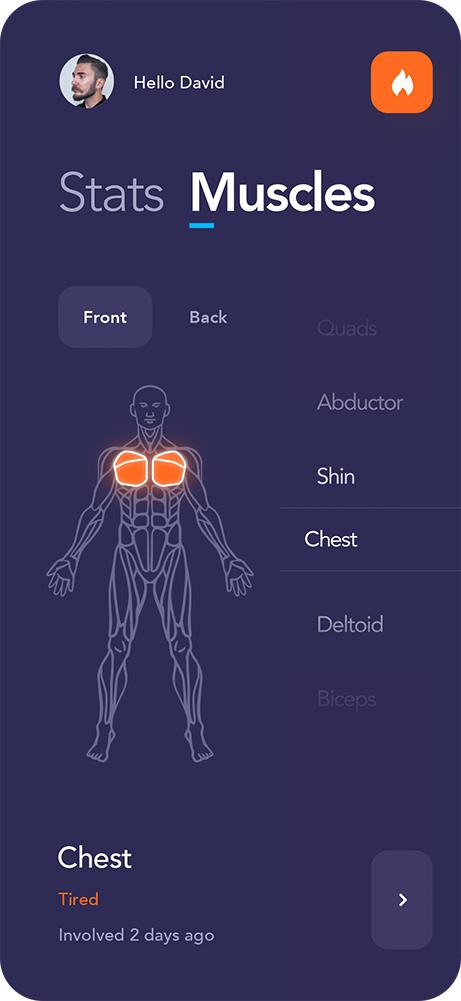 Hello David
Stats Muscles
Front Back
Quads
Abductor
Shin
Chest
Deltoid
Biceps
Chest
Tired
Involved 2 days ago